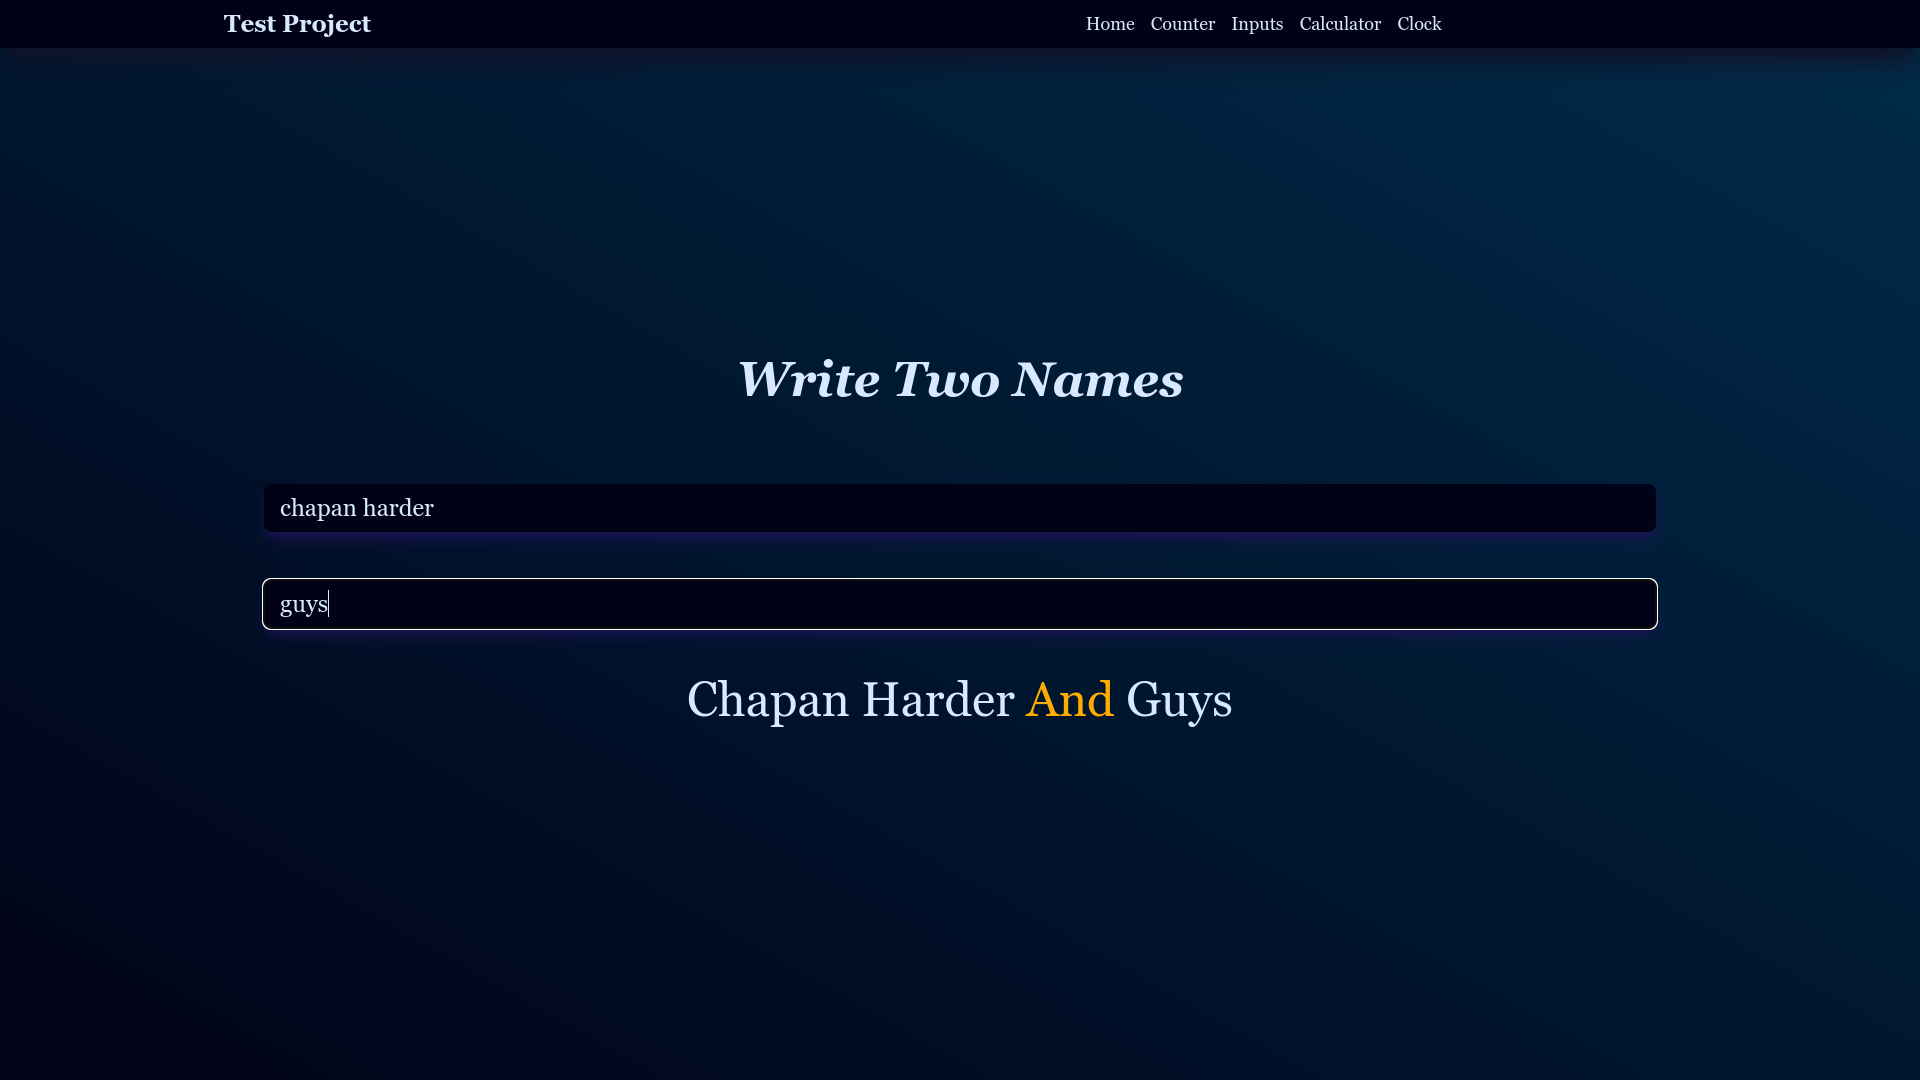 Test Project Home Counter Inputs Calculator Clock
Write Two Names
chapan harder
guys
Chapan Harder And Guys